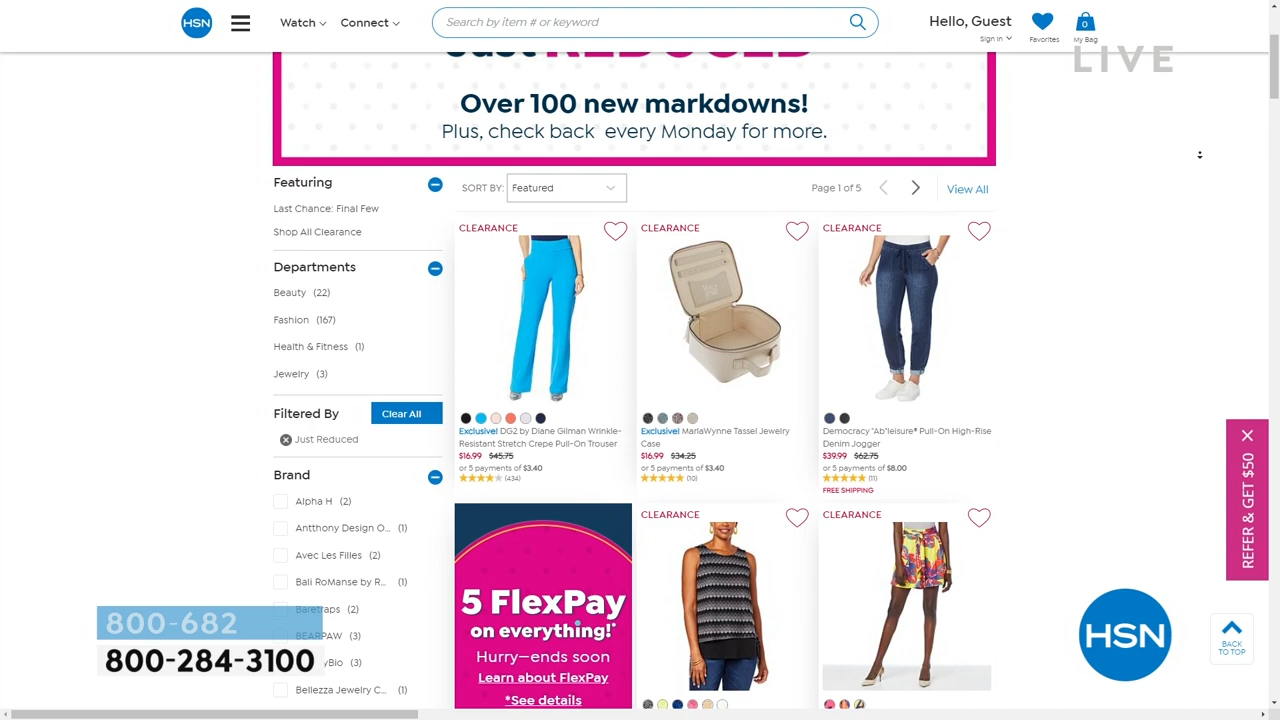 HSN
Watch
Connect
Search by item # or keyword
Hello, Guest
Sign In
Favorites
0
My Bag
LIVE
Just REDUCED
Over 100 new markdowns!
Plus, check back every Monday for more.
Featuring
Last Chance: Final Few
Shop All Clearance
Departments
Beauty (22)
Fashion (167)
Health & Fitness (1)
Jewelry (3)
Filtered By
Clear All
Just Reduced
Brand
Alpha H (2)
Antthony Design O... (1)
Avec Les Filles (2)
Bali RoManse by R... (1)
Baretraps (2)
BEARPAW (3)
Bio (3)
Bellezza Jewelry C... (1)
800-682
800-284-3100
SORT BY: Featured
Page 1 of 5
View All
CLEARANCE
Exclusive! DG2 by Diane Gilman Wrinkle-
Resistant Stretch Crepe Pull-On Trouser
$16.99 $45.75
or 5 payments of $3.40
(434)
CLEARANCE
Exclusive! MarlaWynne Tassel Jewelry
Case
$16.99 $34.25
or 5 payments of $3.40
(10)
CLEARANCE
Democracy "Ab"leisure® Pull-On High-Rise
Denim Jogger
$39.99 $62.75
or 5 payments of $8.00
(11)
FREE SHIPPING
5 FlexPay
on everything!*
Hurry—ends soon
Learn about FlexPay
*See details
CLEARANCE
CLEARANCE
REFER & GET $50
HSN
BACK
TO TOP